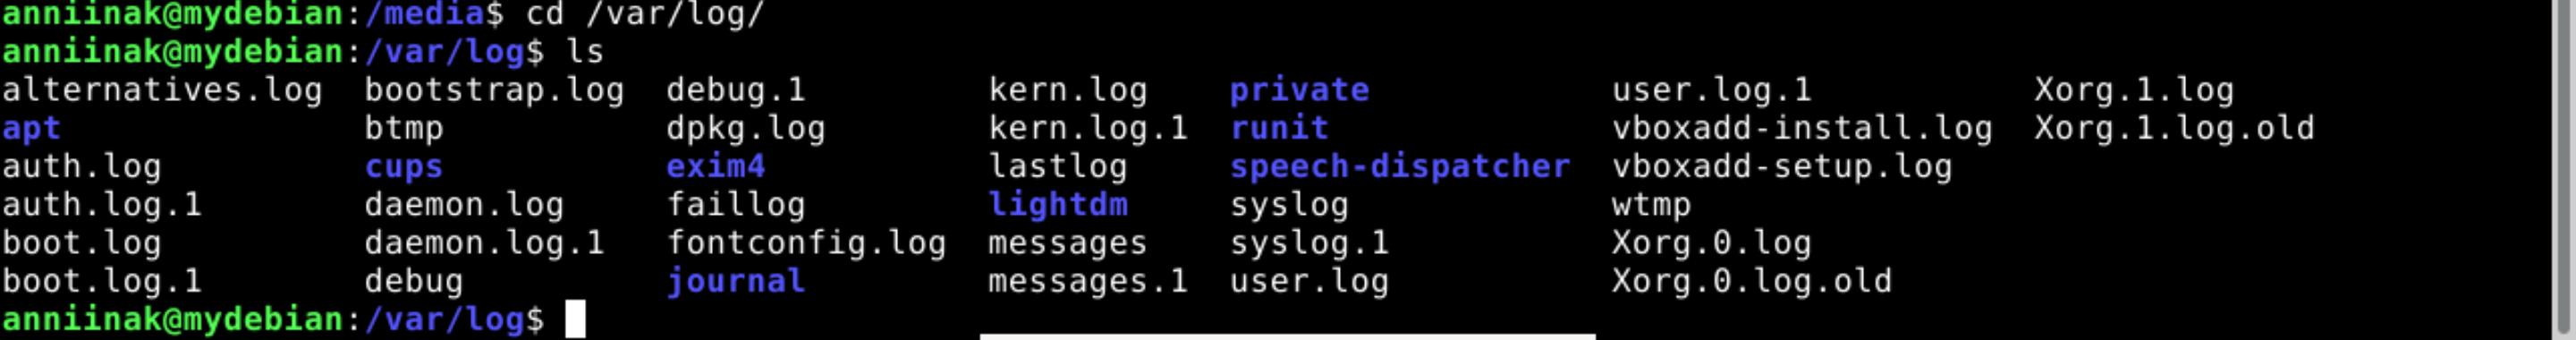 anniinak@mydebian:/media$ cd /var/log/
anniinak@mydebian:/var/log$ ls
alternatives.log  bootstrap.log  debug.1         kern.log    private            user.log.1           Xorg.1.log
apt               btmp           dpkg.log        kern.log.1  runit              vboxadd-install.log  Xorg.1.log.old
auth.log          cups           exim4           lastlog     speech-dispatcher  vboxadd-setup.log
auth.log.1        daemon.log     faillog         lightdm     syslog             wtmp
boot.log          daemon.log.1   fontconfig.log  messages    syslog.1           Xorg.0.log
boot.log.1        debug          journal         messages.1  user.log           Xorg.0.log.old
anniinak@mydebian:/var/log$